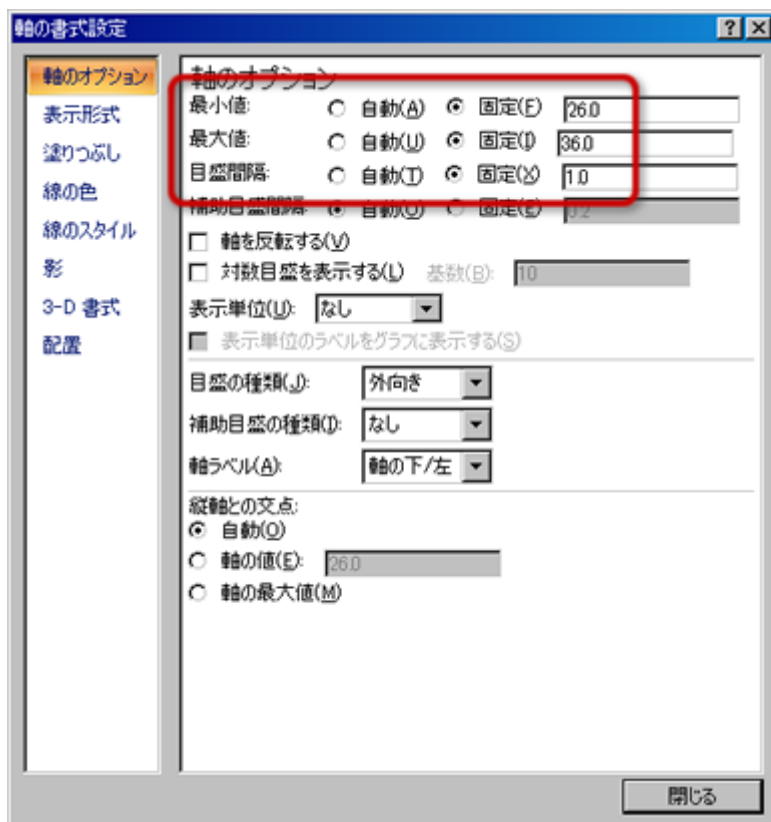 軸の書式設定
軸のオプション
表示形式
塗りつぶし
線の色
線のスタイル
影
3-D 書式
配置
軸のオプション
最小値: 自動(A) 固定(F) 26.0
最大値: 自動(U) 固定(I) 36.0
目盛間隔: 自動(T) 固定(X) 1.0
補助目盛間隔: 自動(O) 固定(E) 0.2
軸を反転する(V)
対数目盛を表示する(L) 基数(B): 10
表示単位(U): なし
表示単位のラベルをグラフに表示する(S)
目盛の種類(J): 外向き
補助目盛の種類(I): なし
軸ラベル(A): 軸の下/左
縦軸との交点:
自動(O)
軸の値(E): 26.0
軸の最大値(M)
閉じる